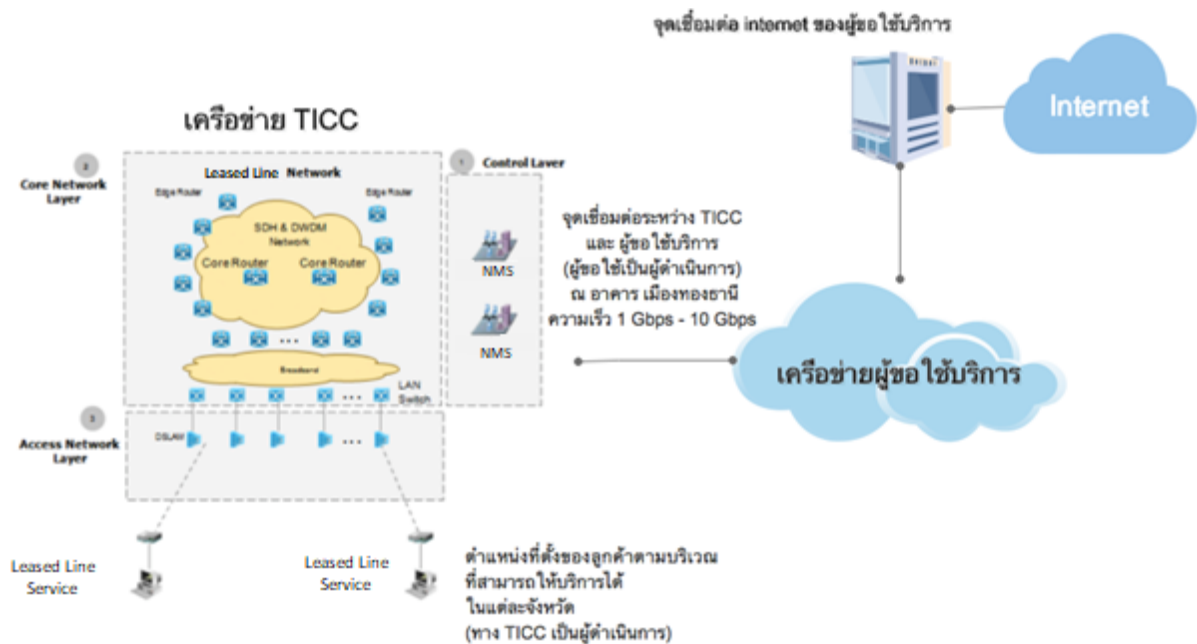 จุดเชื่อมต่อ internet ของผู้ขอใช้บริการ
Internet
เครือข่าย TICC
2
Core Network
Layer
Leased Line Network
Edge Router
Edge Router
SDH & DWDM
Network
Core Router
Core Router
...
Broadband
LAN
Switch
...
1
Control Layer
NMS
NMS
จุดเชื่อมต่อระหว่าง TICC
และ ผู้ขอใช้บริการ
(ผู้ขอใช้เป็นผู้ดำเนินการ)
ณ อาคาร เมืองทองธานี
ความเร็ว 1 Gbps - 10 Gbps
เครือข่ายผู้ขอใช้บริการ
3
Access Network
Layer
DSLAM
...
Leased Line
Service
Leased Line
Service
ตำแหน่งที่ตั้งของลูกค้าตามบริเวณ
ที่สามารถให้บริการได้
ในแต่ละจังหวัด
(ทาง TICC เป็นผู้ดำเนินการ)